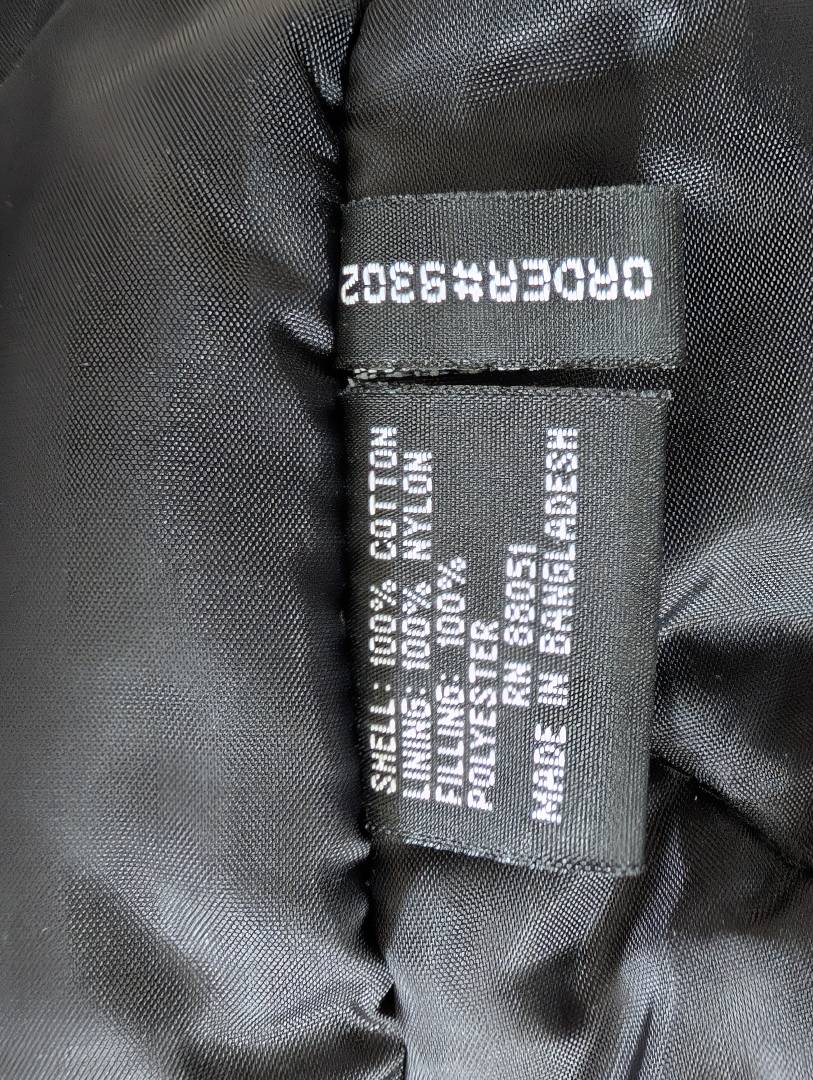 ORDER#9302
SHELL: 100% COTTON
LINING: 100% NYLON
FILLING: 100%
POLYESTER
RN 88051
MADE IN BANGLADESH